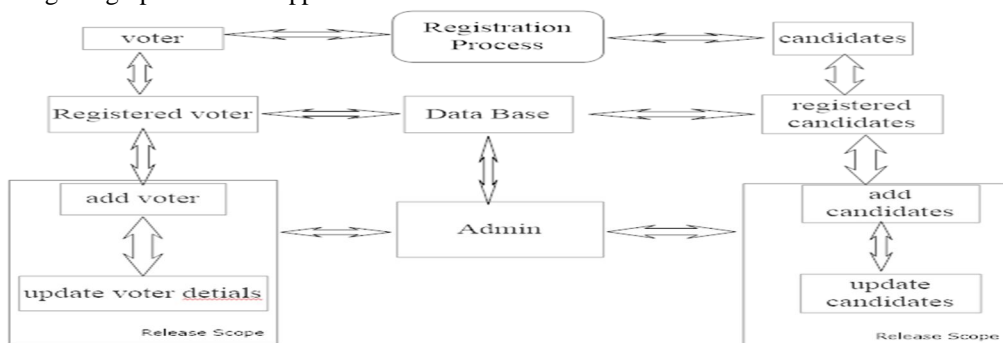 voter
Registration
Process
candidates
Registered voter
Data Base
registered
candidates
add voter
Admin
add
candidates
update voter detials
update
candidates
Release Scope
Release Scope